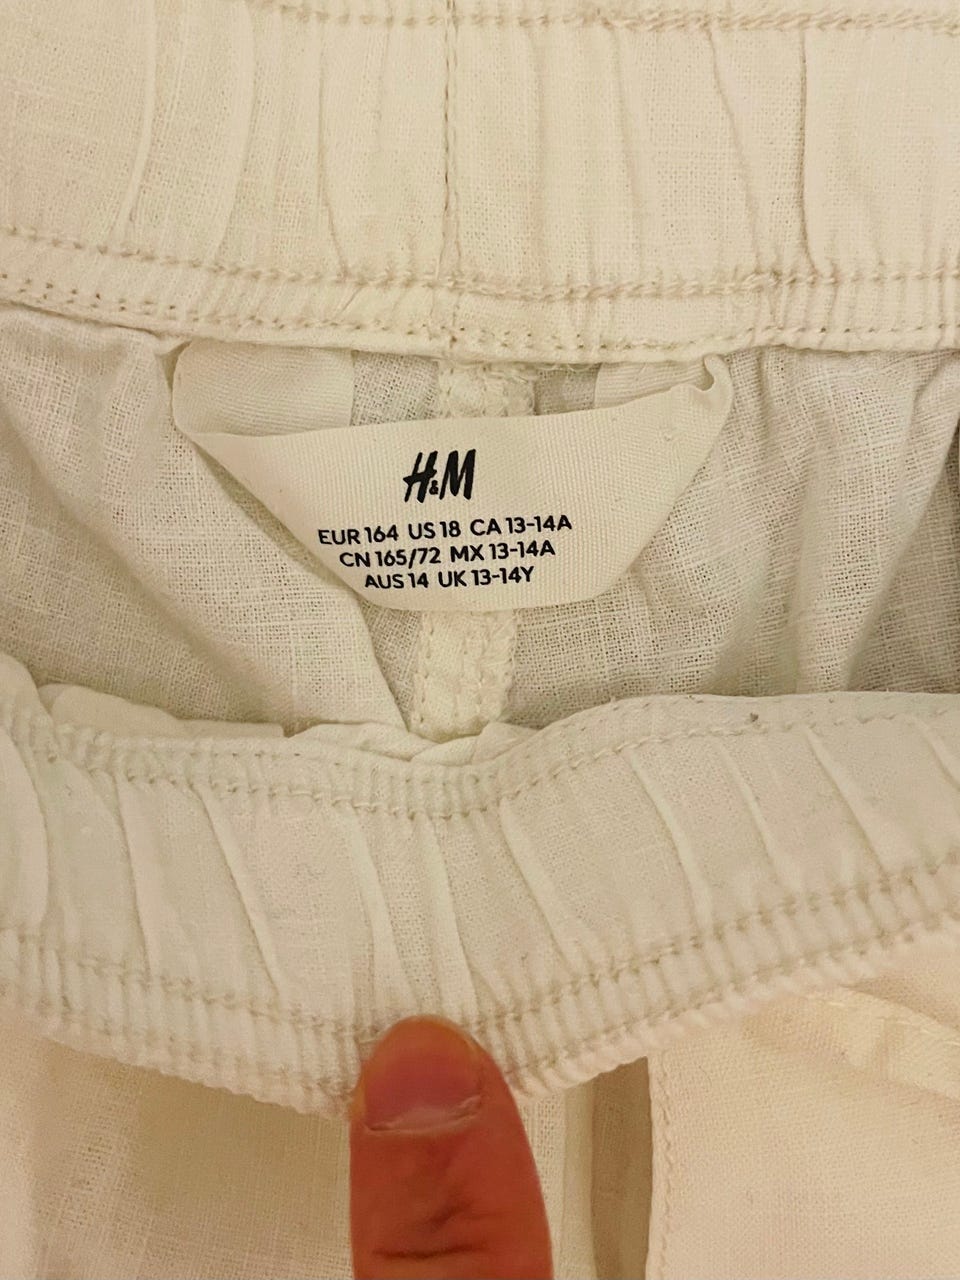 H&M
EUR 164 US 18 CA 13-14A
CN 165/72 MX 13-14A
AUS 14 UK 13-14Y